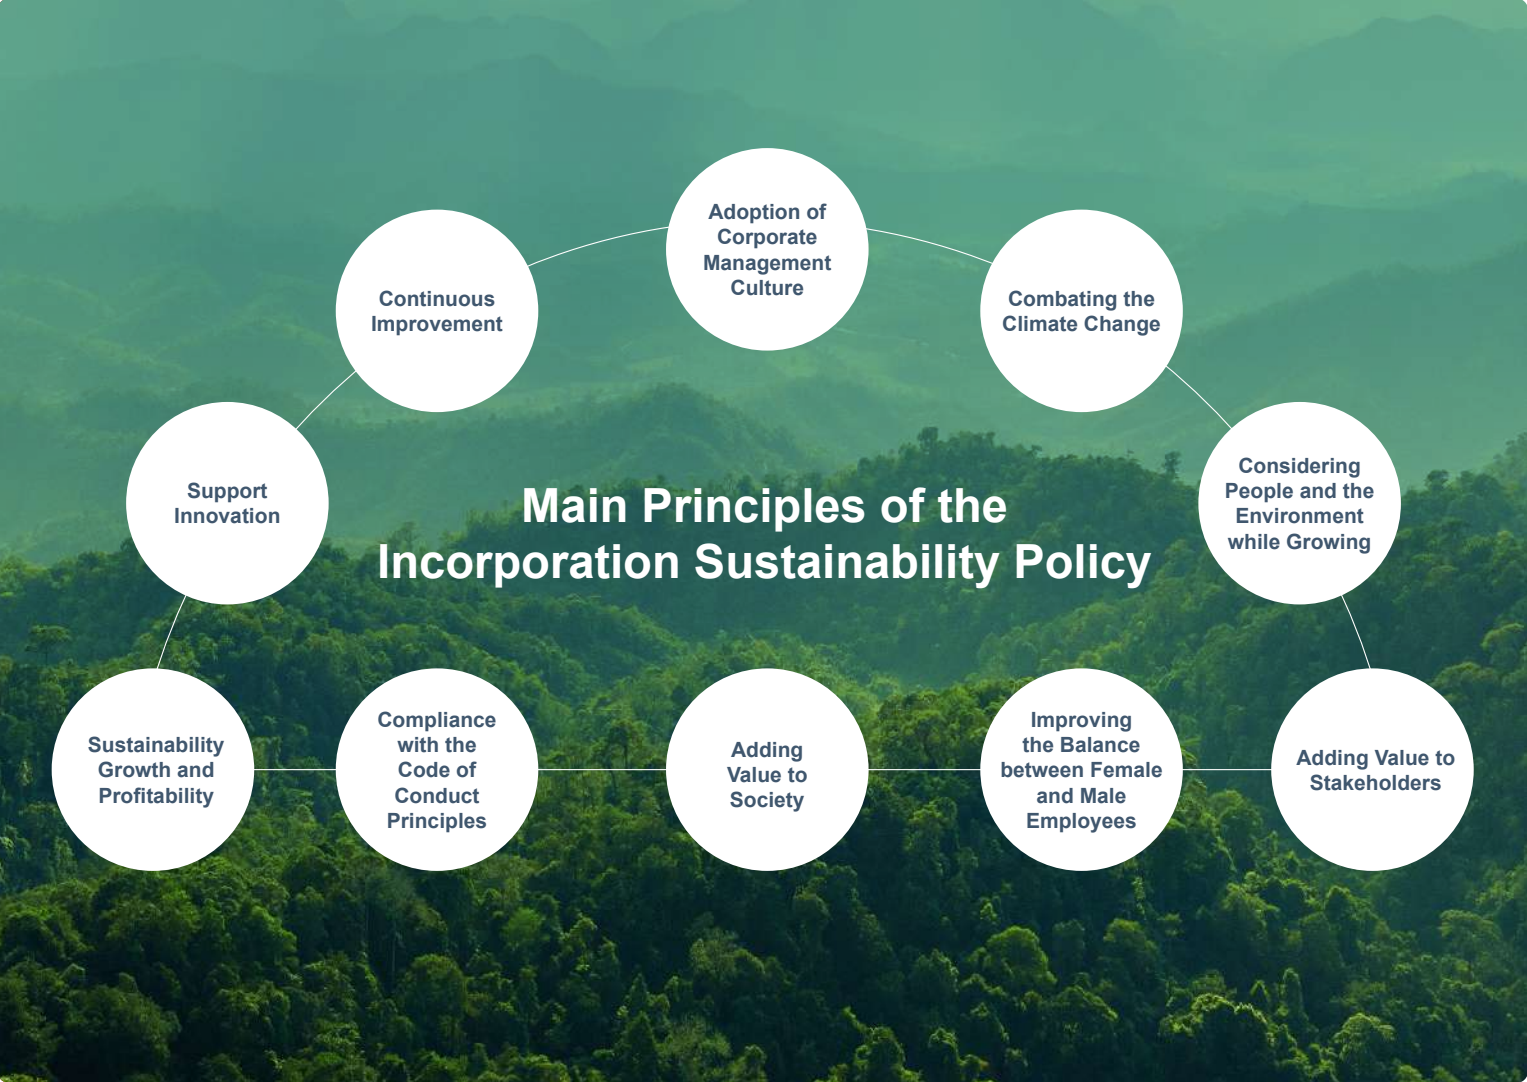 Adoption of
Corporate
Management
Culture
Continuous
Improvement
Combating the
Climate Change
Support
Innovation
Considering
People and the
Environment
while Growing
Main Principles of the
Incorporation Sustainability Policy
Sustainability
Growth and
Profitability
Compliance
with the
Code of
Conduct
Principles
Adding
Value to
Society
Improving
the Balance
between Female
and Male
Employees
Adding Value to
Stakeholders